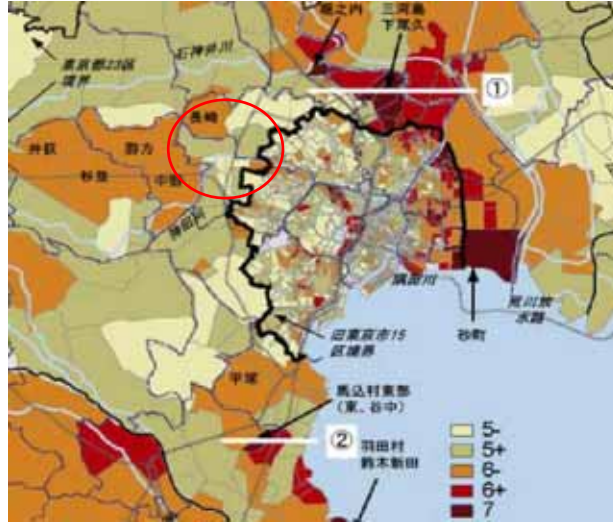 堀之内
三河島
下尾久
石神井川
東京都23区
境界
①
長崎
井荻
野方
杉並
中野
神田川
隅田川
荒川放
水路
旧東京市15
区境界
砂町
平塚
馬込村東部
(東、谷中)
②
羽田村
鈴木新田
5-
5+
6-
6+
7